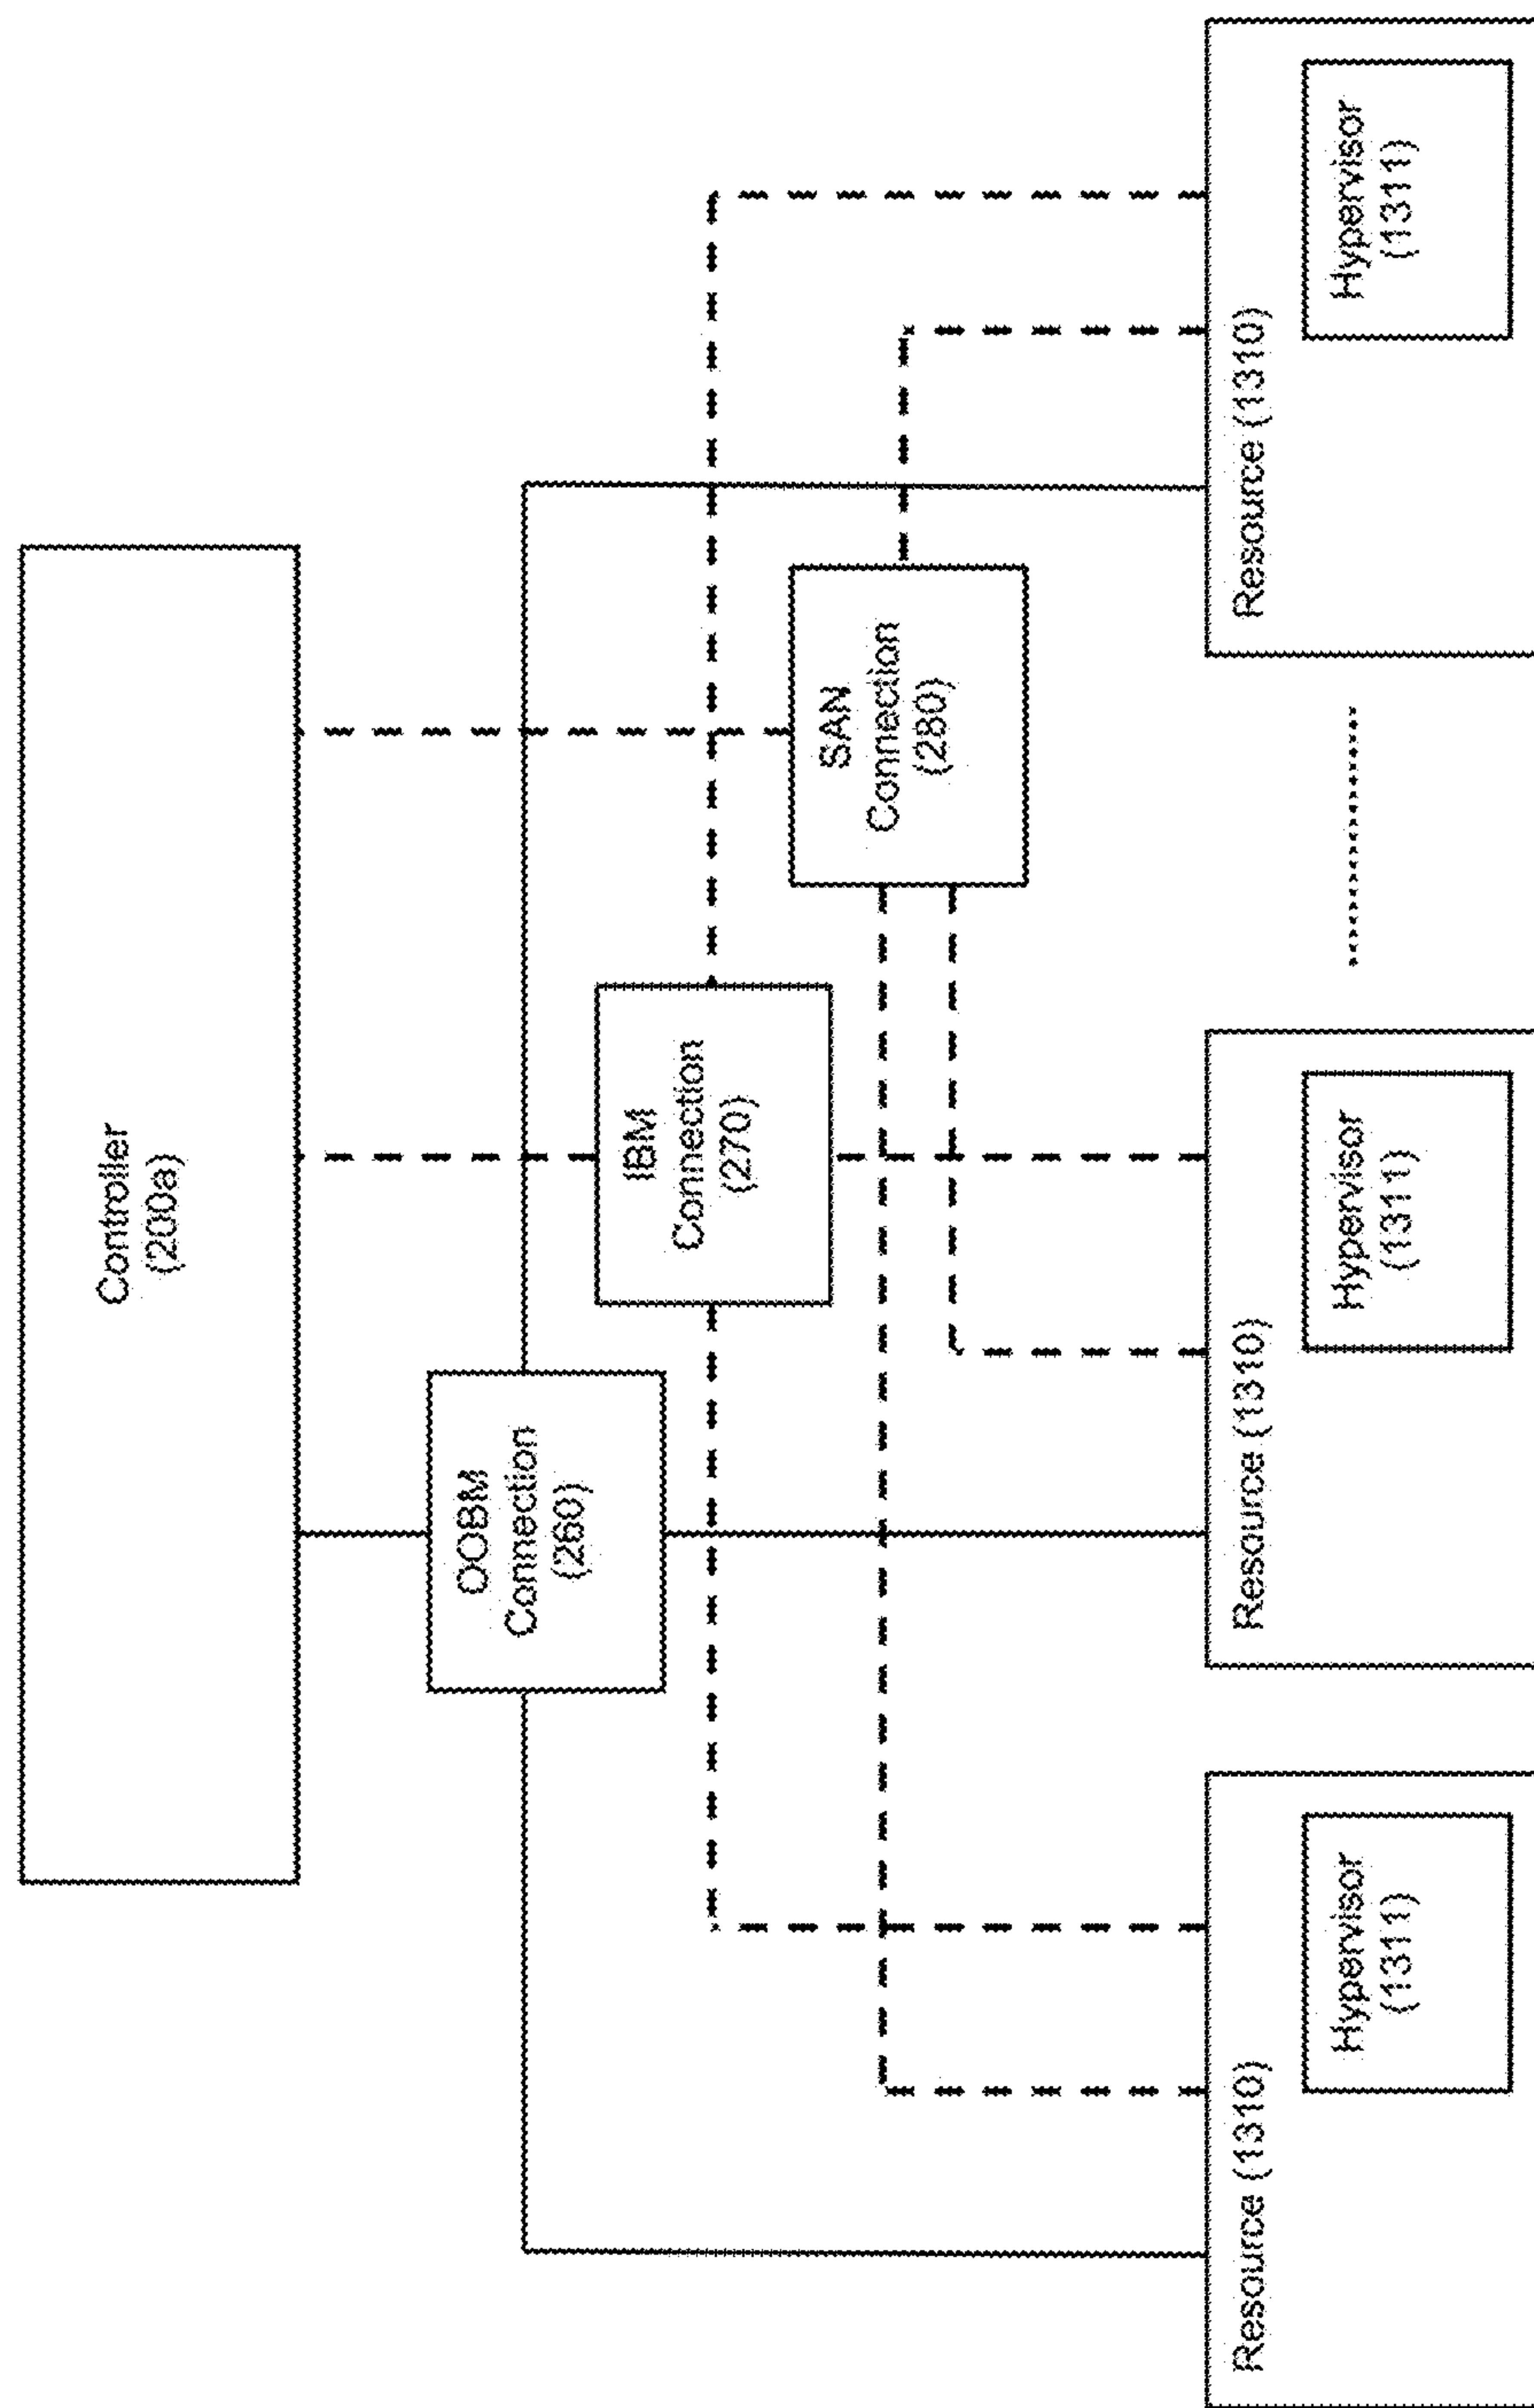 Controller
(200a)
OOBM
Connection
(260)
IBM
Connection
(270)
SAN
Connection
(280)
Resource (1310)
Hypervisor
(1311)
Resource (1310)
Hypervisor
(1311)
Resource (1310)
Hypervisor
(1311)